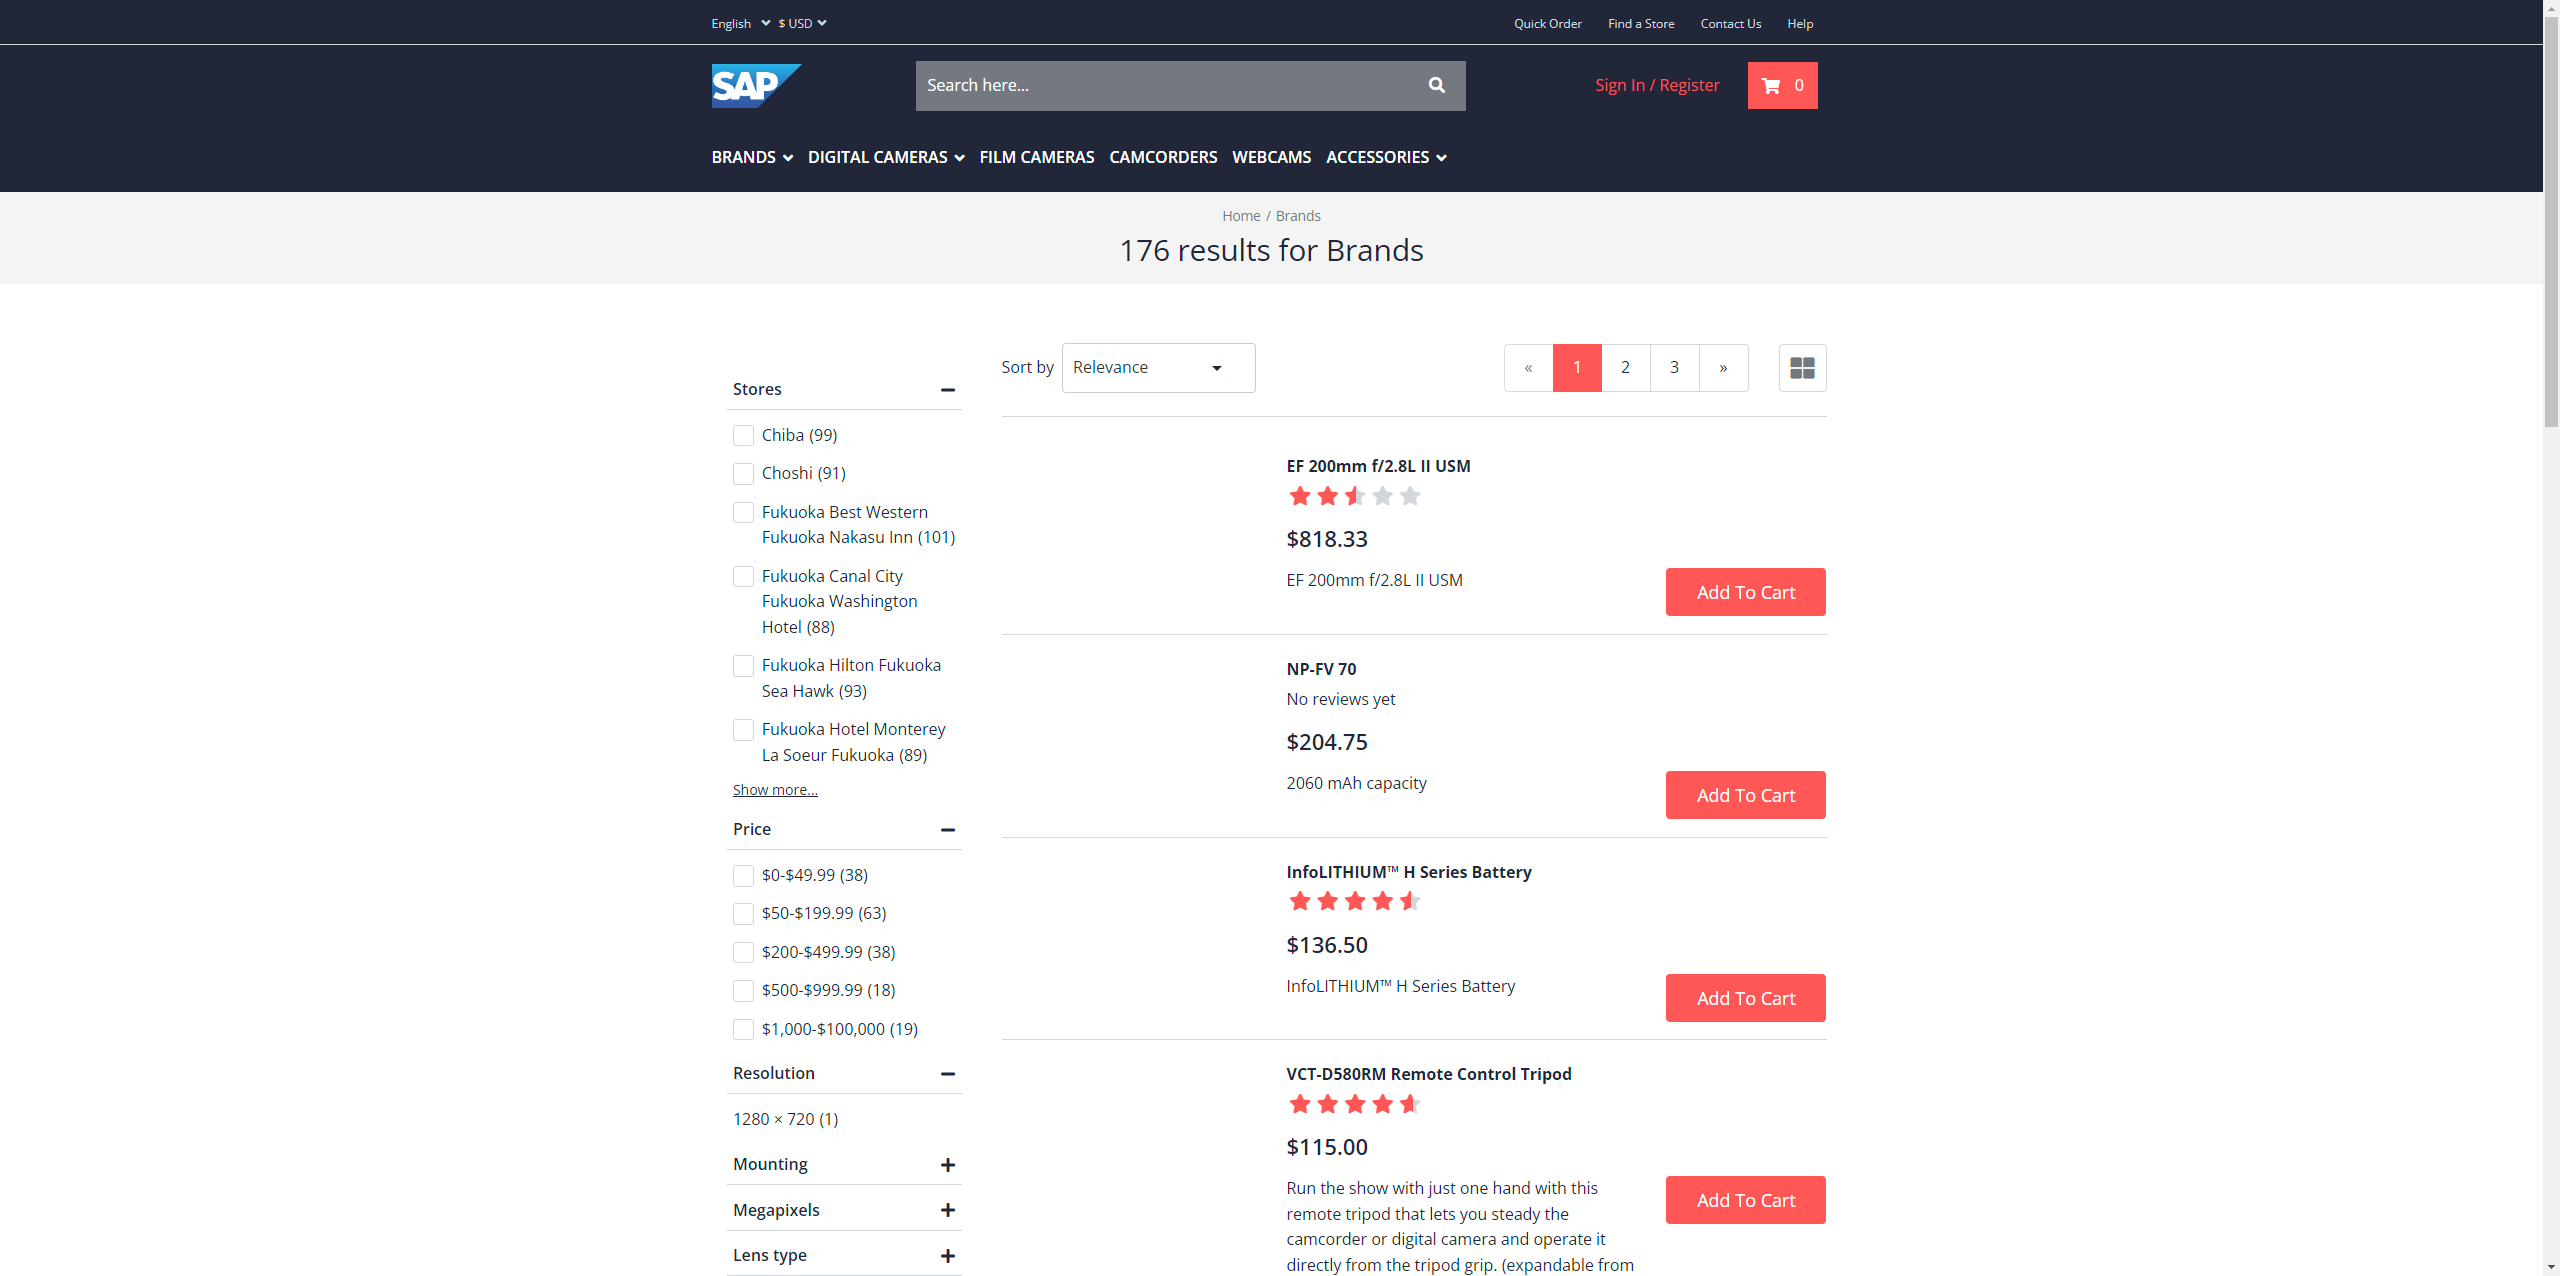 English $ USD Quick Order Find a Store Contact Us Help
SAP Search here... Sign In / Register 0
BRANDS DIGITAL CAMERAS FILM CAMERAS CAMCORDERS WEBCAMS ACCESSORIES
Home / Brands
176 results for Brands
Stores
Chiba (99)
Choshi (91)
Fukuoka Best Western
Fukuoka Nakasu Inn (101)
Fukuoka Canal City
Fukuoka Washington
Hotel (88)
Fukuoka Hilton Fukuoka
Sea Hawk (93)
Fukuoka Hotel Monterey
La Soeur Fukuoka (89)
Show more...
Price
$0-$49.99 (38)
$50-$199.99 (63)
$200-$499.99 (38)
$500-$999.99 (18)
$1,000-$100,000 (19)
Resolution
1280 × 720 (1)
Mounting
Megapixels
Lens type
Sort by Relevance « 1 2 3 »
EF 200mm f/2.8L II USM
$818.33
EF 200mm f/2.8L II USM
Add To Cart
NP-FV 70
No reviews yet
$204.75
2060 mAh capacity
Add To Cart
InfoLITHIUM™ H Series Battery
$136.50
InfoLITHIUM™ H Series Battery
Add To Cart
VCT-D580RM Remote Control Tripod
$115.00
Run the show with just one hand with this
remote tripod that lets you steady the
camcorder or digital camera and operate it
directly from the tripod grip. (expandable from
Add To Cart